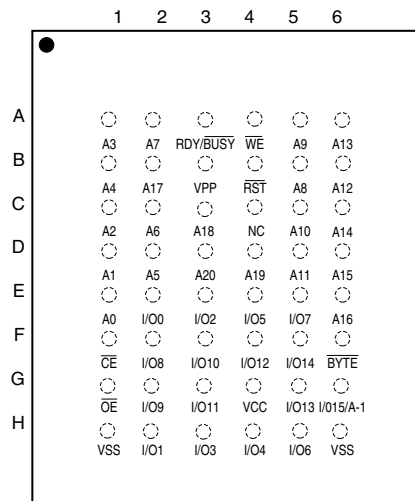 1 2 3 4 5 6
A
A3 A7 RDY/BUSY WE A9 A13
B
A4 A17 VPP RST A8 A12
C
A2 A6 A18 NC A10 A14
D
A1 A5 A20 A19 A11 A15
E
A0 I/O0 I/O2 I/O5 I/O7 A16
F
CE I/O8 I/O10 I/O12 I/O14 BYTE
G
OE I/O9 I/O11 VCC I/O13 I/015/A-1
H
VSS I/O1 I/O3 I/O4 I/O6 VSS